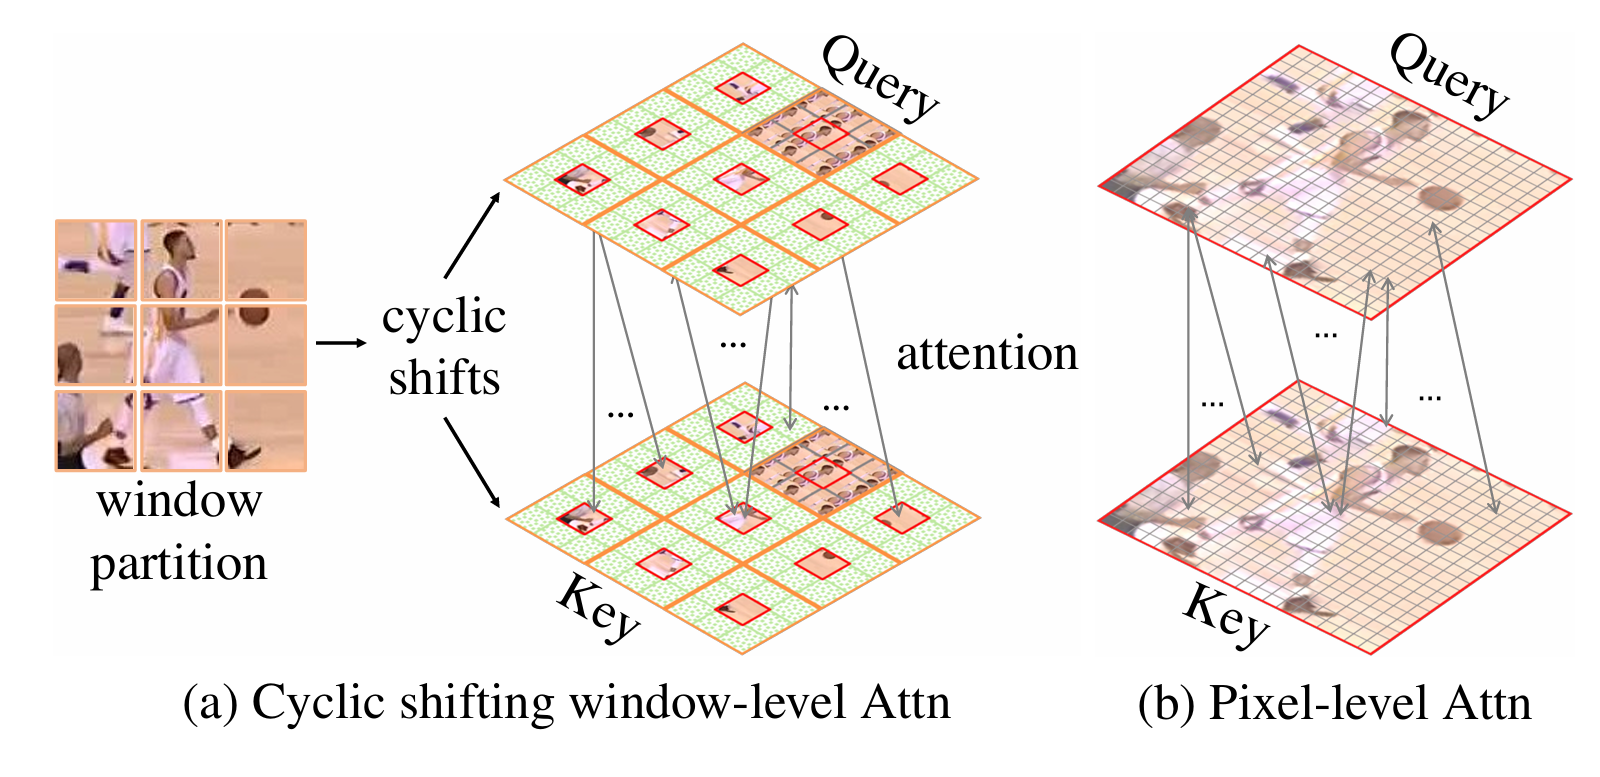 window
partition
cyclic
shifts
Query
...
...
...
attention
Key
(a) Cyclic shifting window-level Attn
Query
...
...
...
Key
(b) Pixel-level Attn